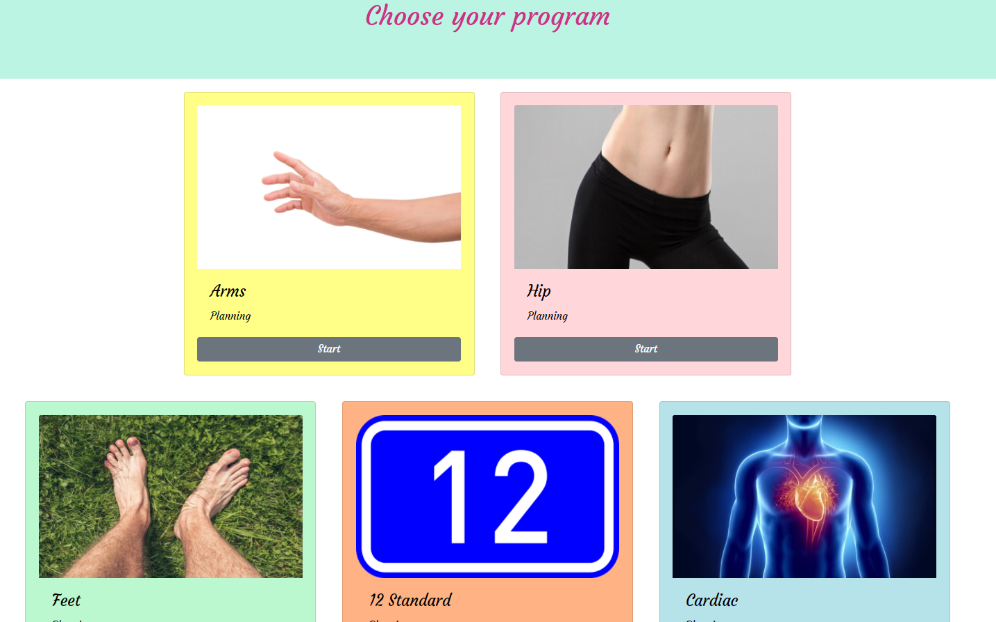 Choose your program
Arms
Planning
Start
Hip
Planning
Start
12
Feet
12 Standard
Cardiac